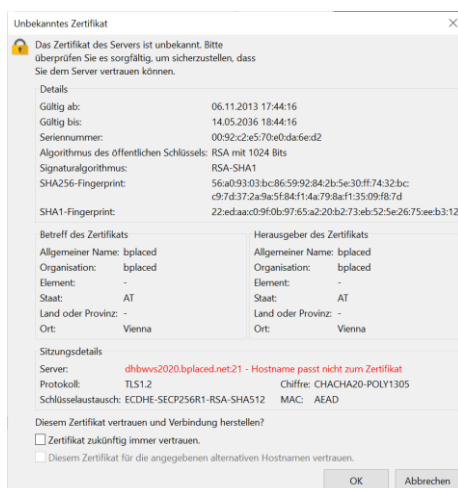 Unbekanntes Zertifikat
Das Zertifikat des Servers ist unbekannt. Bitte
überprüfen Sie es sorgfältig, um sicherzustellen, dass
Sie dem Server vertrauen können.
Details
Gültig ab: 06.11.2013 17:44:16
Gültig bis: 14.05.2036 18:44:16
Seriennummer: 00:92:c2:e5:70:e0:da:6e:d2
Algorithmus des öffentlichen Schlüssels: RSA mit 1024 Bits
Signaturalgorithmus: RSA-SHA1
SHA256-Fingerprint: 56:a0:93:03:bc:86:59:92:84:2b:5e:30:ff:74:32:bc:
c9:7d:37:2a:9a:5f:84:f1:4a:79:8a:f1:35:09:f8:7d
SHA1-Fingerprint: 22:ed:aa:c0:9f:0b:97:65:a2:20:b2:73:eb:52:5e:26:75:ee:b3:12
Betreff des Zertifikats
Allgemeiner Name: bplaced
Organisation: bplaced
Element: -
Staat: AT
Land oder Provinz: -
Ort: Vienna
Herausgeber des Zertifikats
Allgemeiner Name: bplaced
Organisation: bplaced
Element: -
Staat: AT
Land oder Provinz: -
Ort: Vienna
Sitzungsdetails
Server: dhbwvs2020.bplaced.net:21 - Hostname passt nicht zum Zertifikat
Protokoll: TLS1.2 Chiffre: CHACHA20-POLY1305
Schlüsselaustausch: ECDHE-SECP256R1-RSA-SHA512 MAC: AEAD
Diesem Zertifikat vertrauen und Verbindung herstellen?
Zertifikat zukünftig immer vertrauen.
Diesem Zertifikat für die angegebenen alternativen Hostnamen vertrauen.
OK Abbrechen